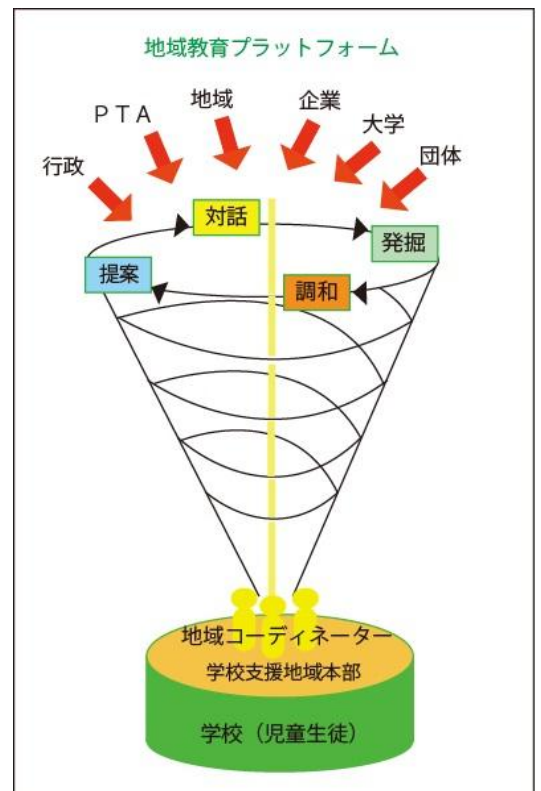 地域教育プラットフォーム
行政
ＰＴＡ
地域
企業
大学
団体
対話
発掘
提案
調和
地域コーディネーター
学校支援地域本部
学校（児童生徒）